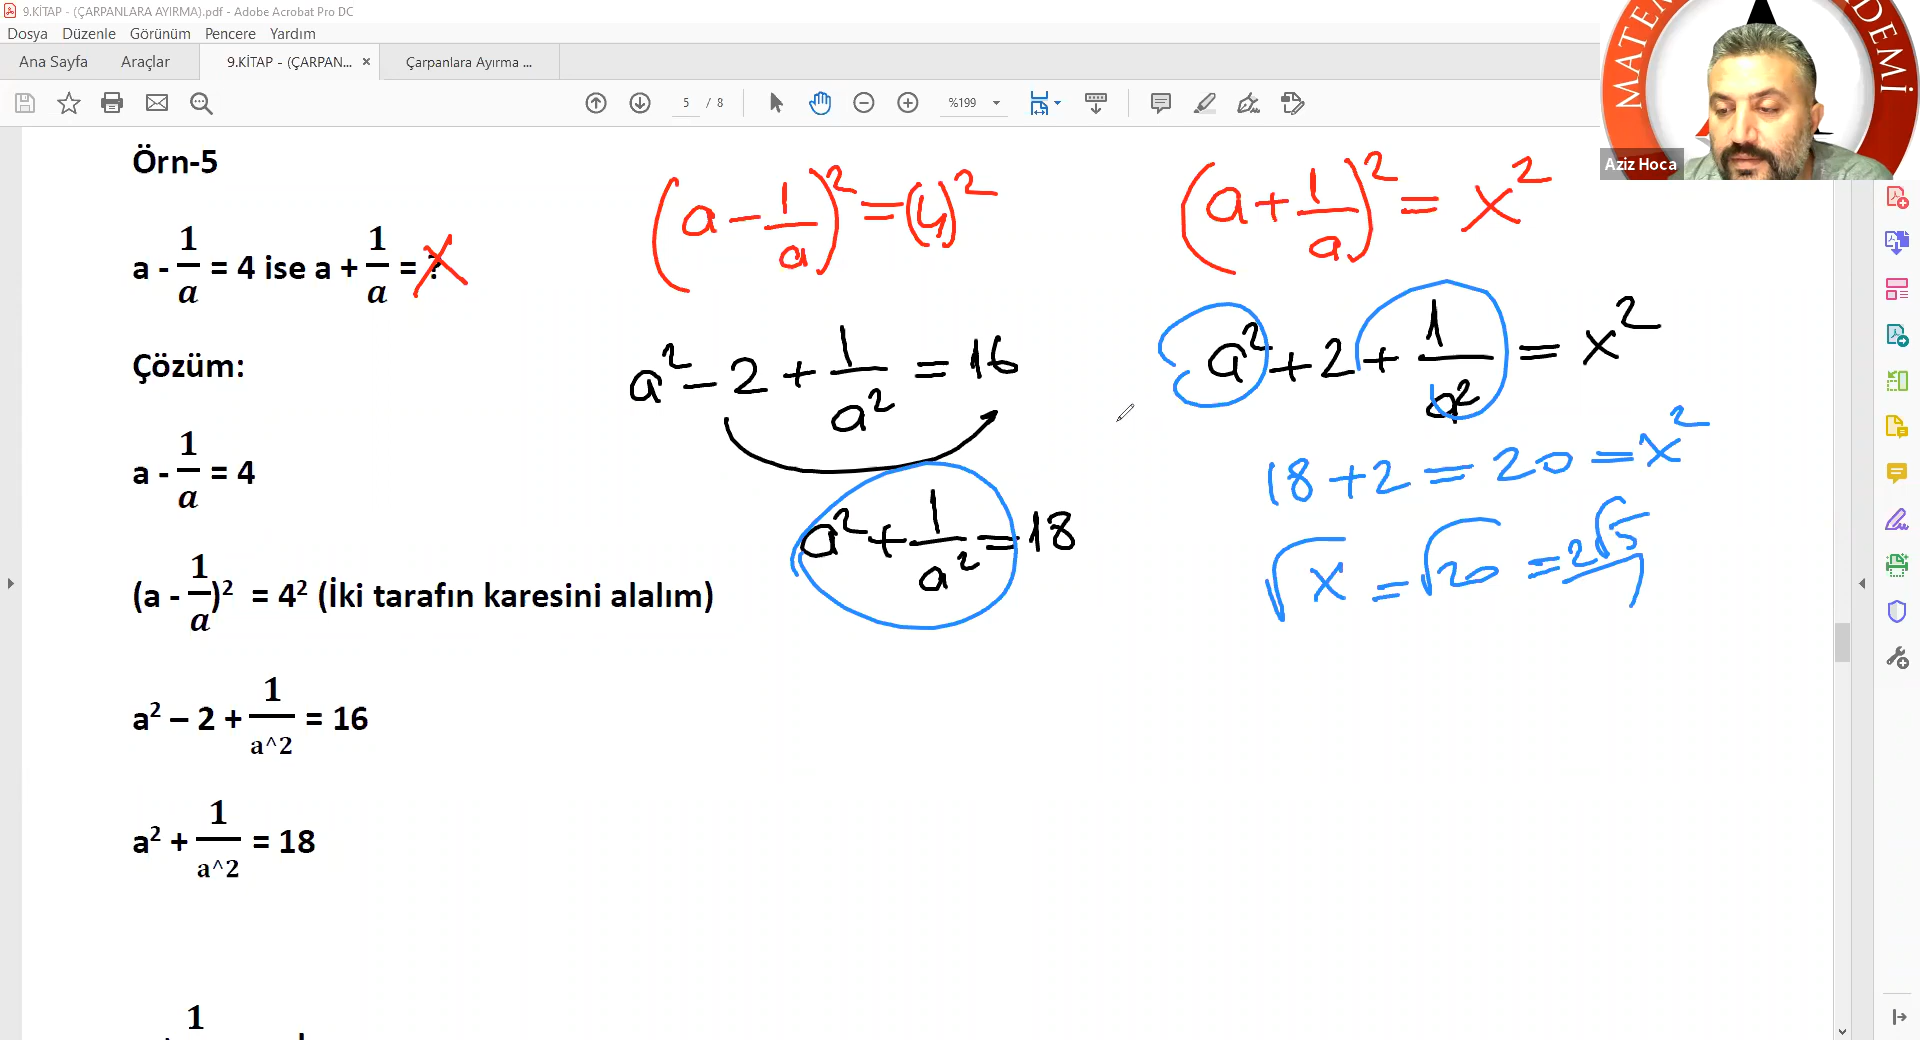 9.KİTAP - (ÇARPANLARA AYIRMA).pdf - Adobe Acrobat Pro DC
Dosya Düzenle Görünüm Pencere Yardım
Ana Sayfa Araçlar 9.KİTAP - (ÇARPAN... × Çarpanlara Ayırma ...
5 / 8 %199
Aziz Hoca
Örn-5
a - 1/a = 4 ise a + 1/a = ? x
Çözüm:
a - 1/a = 4
(a - 1/a)² = 4² (İki tarafın karesini alalım)
a² – 2 + 1/a^2 = 16
a² + 1/a^2 = 18
1
(a - 1/a)² = (4)²
a² - 2 + 1/a² = 16
a² + 1/a² = 18
(a + 1/a)² = x²
a² + 2 + 1/a² = x²
18 + 2 = 20 = x²
√x = √20 = 2√5